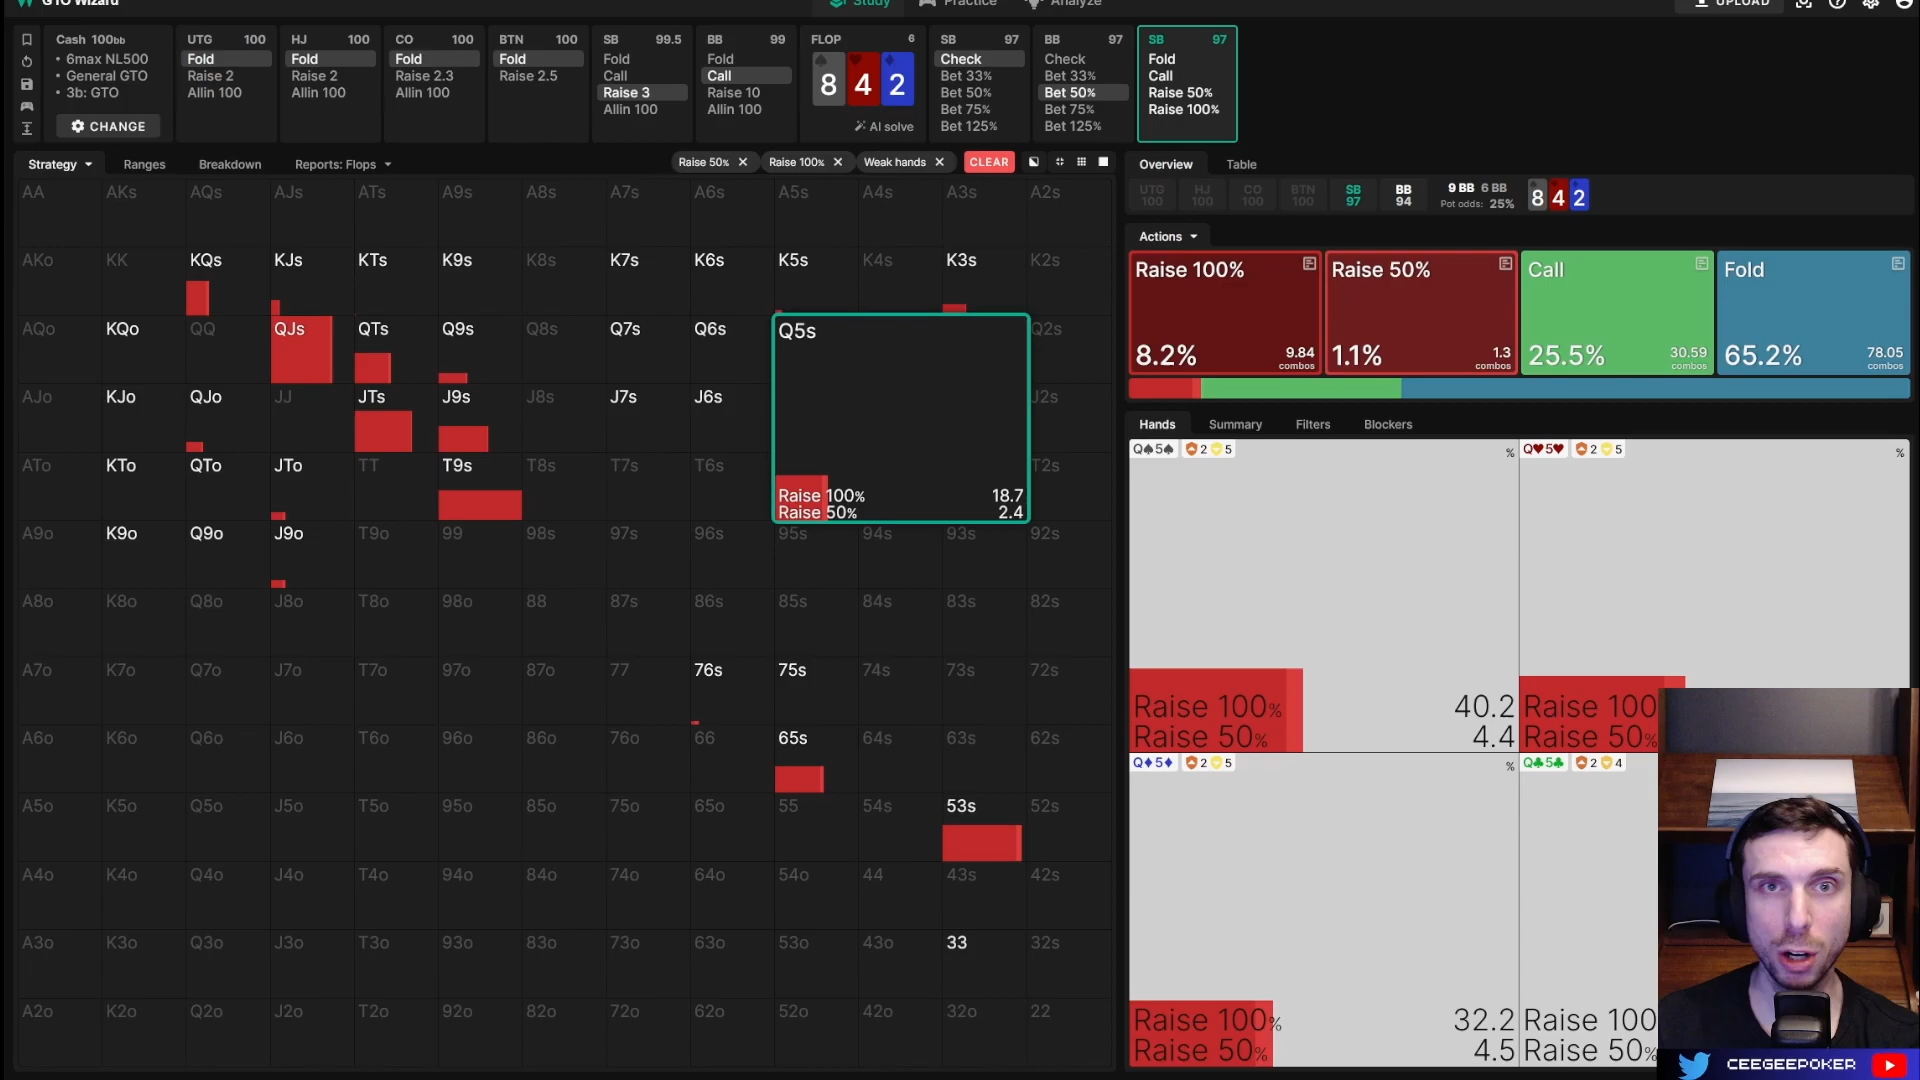 GTO Wizard
Study
Practice
Analyze
UPLOAD
Cash 100bb
• 6max NL500
• General GTO
• 3b: GTO
CHANGE
UTG 100
Fold
Raise 2
Allin 100
HJ 100
Fold
Raise 2
Allin 100
CO 100
Fold
Raise 2.3
Allin 100
BTN 100
Fold
Raise 2.5
SB 99.5
Fold
Call
Raise 3
Allin 100
BB 99
Fold
Call
Raise 10
Allin 100
FLOP 6
8 4 2
AI solve
SB 97
Check
Bet 33%
Bet 50%
Bet 75%
Bet 125%
BB 97
Check
Bet 33%
Bet 50%
Bet 75%
Bet 125%
SB 97
Fold
Call
Raise 50%
Raise 100%
Strategy
Ranges
Breakdown
Reports: Flops
Raise 50%
Raise 100%
Weak hands
CLEAR
AA AKs AQs AJs ATs A9s A8s A7s A6s A5s A4s A3s A2s
AKo KK KQs KJs KTs K9s K8s K7s K6s K5s K4s K3s K2s
AQo KQo QQ QJs QTs Q9s Q8s Q7s Q6s Q5s Q2s
AJo KJo QJo JJ JTs J9s J8s J7s J6s J2s
ATo KTo QTo JTo TT T9s T8s T7s T6s T2s
Raise 100% 18.7
Raise 50% 2.4
A9o K9o Q9o J9o T9o 99 98s 97s 96s 95s 94s 93s 92s
A8o K8o Q8o J8o T8o 98o 88 87s 86s 85s 84s 83s 82s
A7o K7o Q7o J7o T7o 97o 87o 77 76s 75s 74s 73s 72s
A6o K6o Q6o J6o T6o 96o 86o 76o 66 65s 64s 63s 62s
A5o K5o Q5o J5o T5o 95o 85o 75o 65o 55 54s 53s 52s
A4o K4o Q4o J4o T4o 94o 84o 74o 64o 54o 44 43s 42s
A3o K3o Q3o J3o T3o 93o 83o 73o 63o 53o 43o 33 32s
A2o K2o Q2o J2o T2o 92o 82o 72o 62o 52o 42o 32o 22
Overview
Table
UTG 100
HJ 100
CO 100
BTN 100
SB 97
BB 94
9 BB 6 BB
Pot odds: 25%
8 4 2
Actions
Raise 100%
8.2% 9.84 combos
Raise 50%
1.1% 1.3 combos
Call
25.5% 30.59 combos
Fold
65.2% 78.05 combos
Hands
Summary
Filters
Blockers
Q♠5♠ 2 5 %
Raise 100% 40.2
Raise 50% 4.4
Q♥5♥ 2 5 %
Raise 100
Raise 50%
Q♦5♦ 2 5 %
Raise 100% 32.2
Raise 50% 4.5
Q♣5♣ 2 4
Raise 100
Raise 50%
CEEGEEPOKER